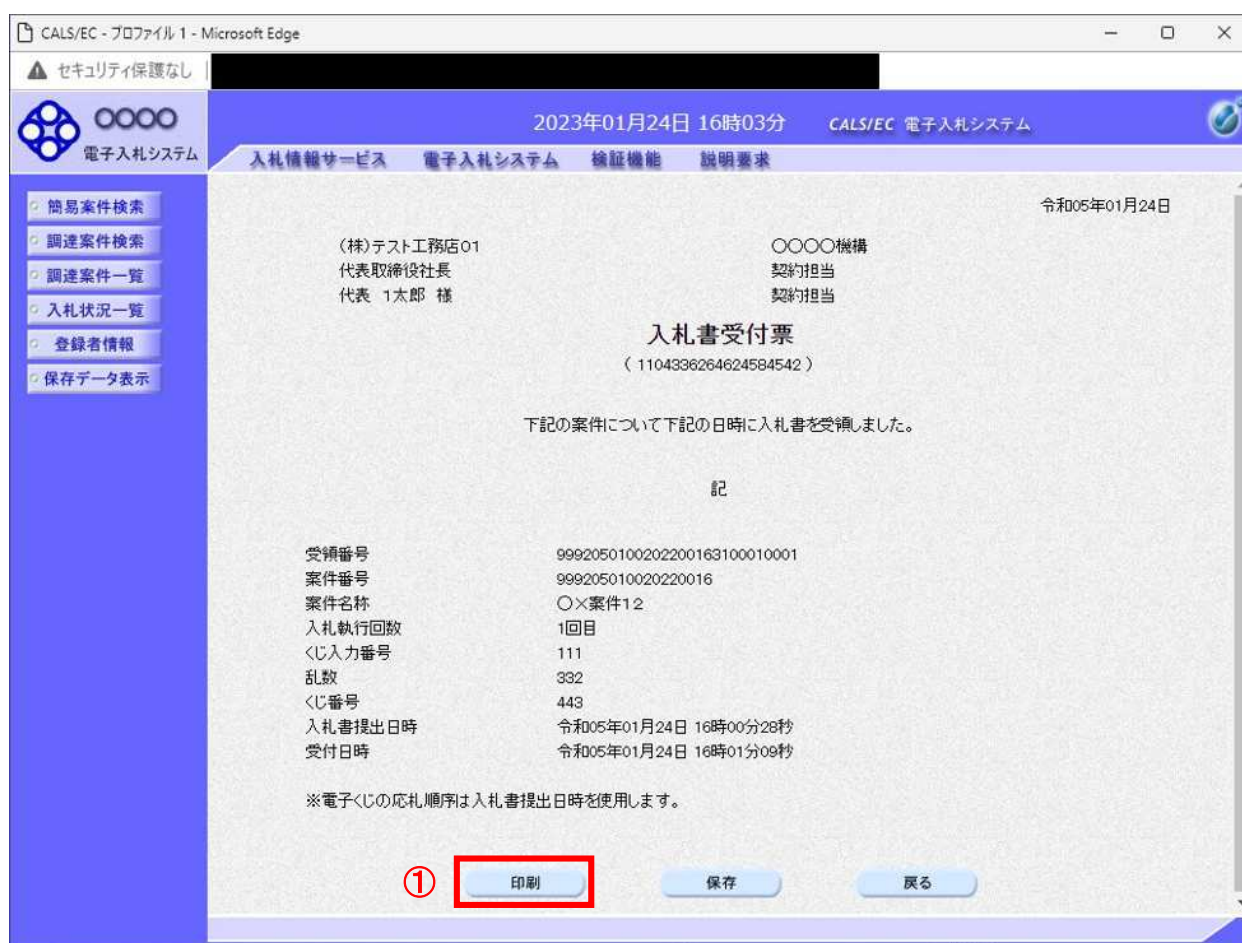 CALS/EC - プロファイル 1 - Microsoft Edge
セキュリティ保護なし
〇〇〇〇
電子入札システム
2023年01月24日 16時03分 CALS/EC 電子入札システム
入札情報サービス 電子入札システム 検証機能 説明要求
簡易案件検索
調達案件検索
調達案件一覧
入札状況一覧
登録者情報
保存データ表示
令和05年01月24日
(株)テスト工務店01 〇〇〇〇機構
代表取締役社長 契約担当
代表 1太郎 様 契約担当
入札書受付票
( 1104336264624584542 )
下記の案件について下記の日時に入札書を受領しました。
記
受領番号 9992050100202200163100010001
案件番号 999205010020220016
案件名称 〇×案件12
入札執行回数 1回目
くじ入力番号 111
乱数 332
くじ番号 443
入札書提出日時 令和05年01月24日 16時00分28秒
受付日時 令和05年01月24日 16時01分09秒
※電子くじの応札順序は入札書提出日時を使用します。
① 印刷 保存 戻る